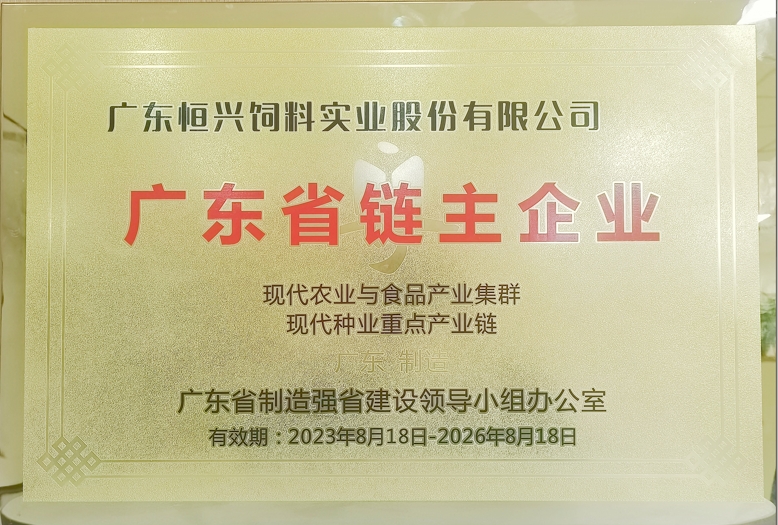 广东恒兴饲料实业股份有限公司
广东省链主企业
现代农业与食品产业集群
现代种业重点产业链
广东 制造
广东省制造强省建设领导小组办公室
有效期：2023年8月18日-2026年8月18日